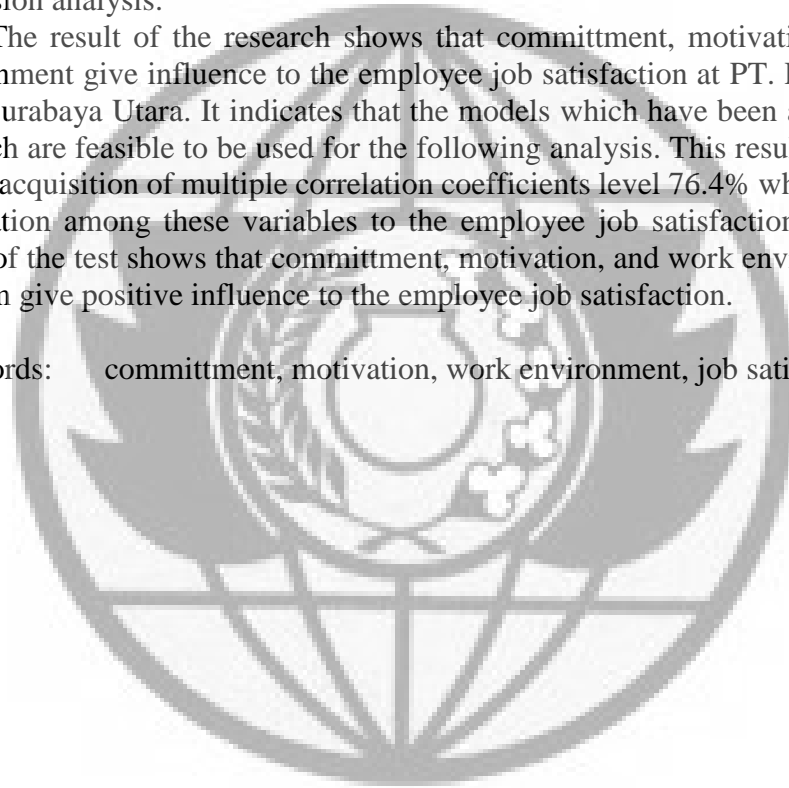 sion analysis.
The result of the research shows that committment, motivati
nment give influence to the employee job satisfaction at PT.
urabaya Utara. It indicates that the models which have been a
ch are feasible to be used for the following analysis. This resu
acquisition of multiple correlation coefficients level 76.4% wh
ation among these variables to the employee job satisfaction
of the test shows that committment, motivation, and work env
n give positive influence to the employee job satisfaction.
ords: committment, motivation, work environment, job sati